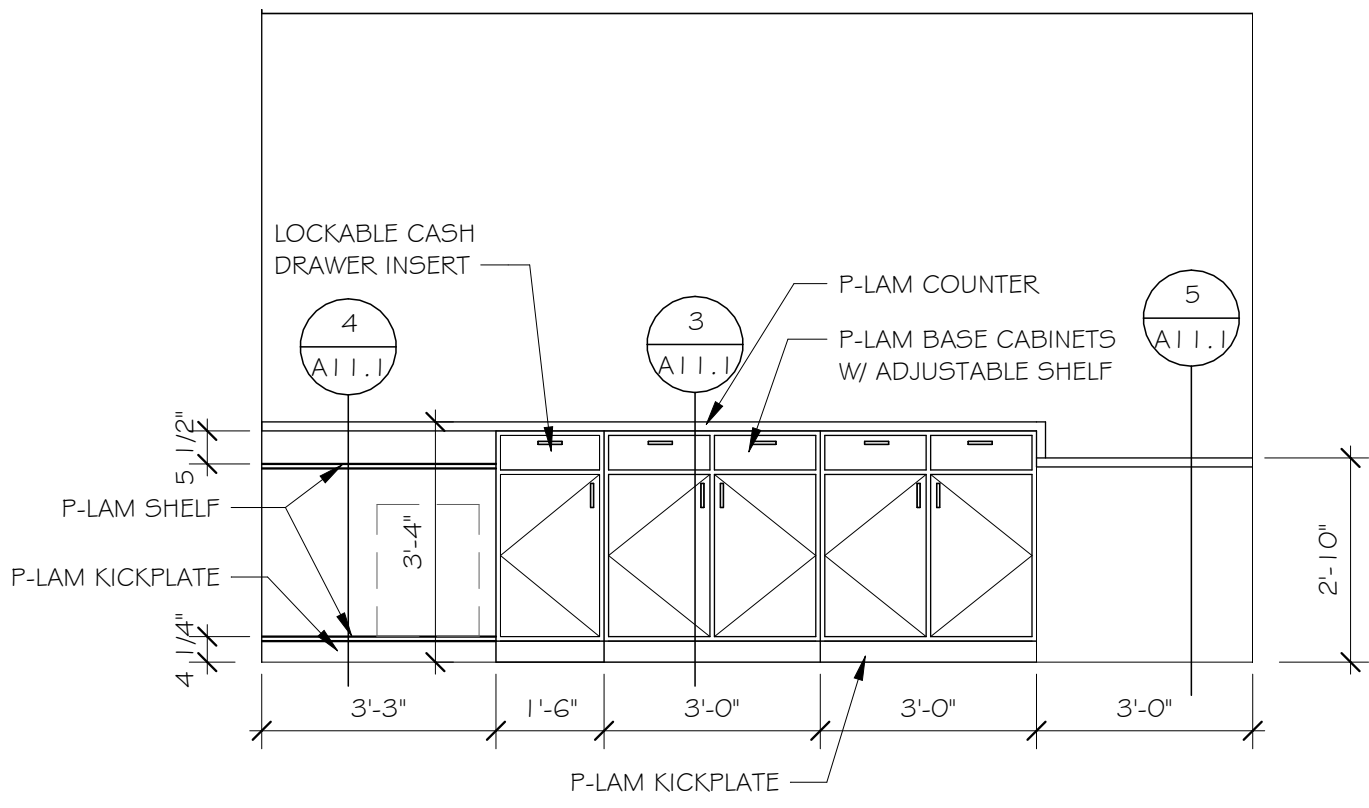 LOCKABLE CASH
DRAWER INSERT
P-LAM COUNTER
P-LAM BASE CABINETS
W/ ADJUSTABLE SHELF
4
A11.1
3
A11.1
5
A11.1
5 1/2"
P-LAM SHELF
3'-4"
P-LAM KICKPLATE
2'-10"
4 1/4"
3'-3"
1'-6"
3'-0"
3'-0"
3'-0"
P-LAM KICKPLATE